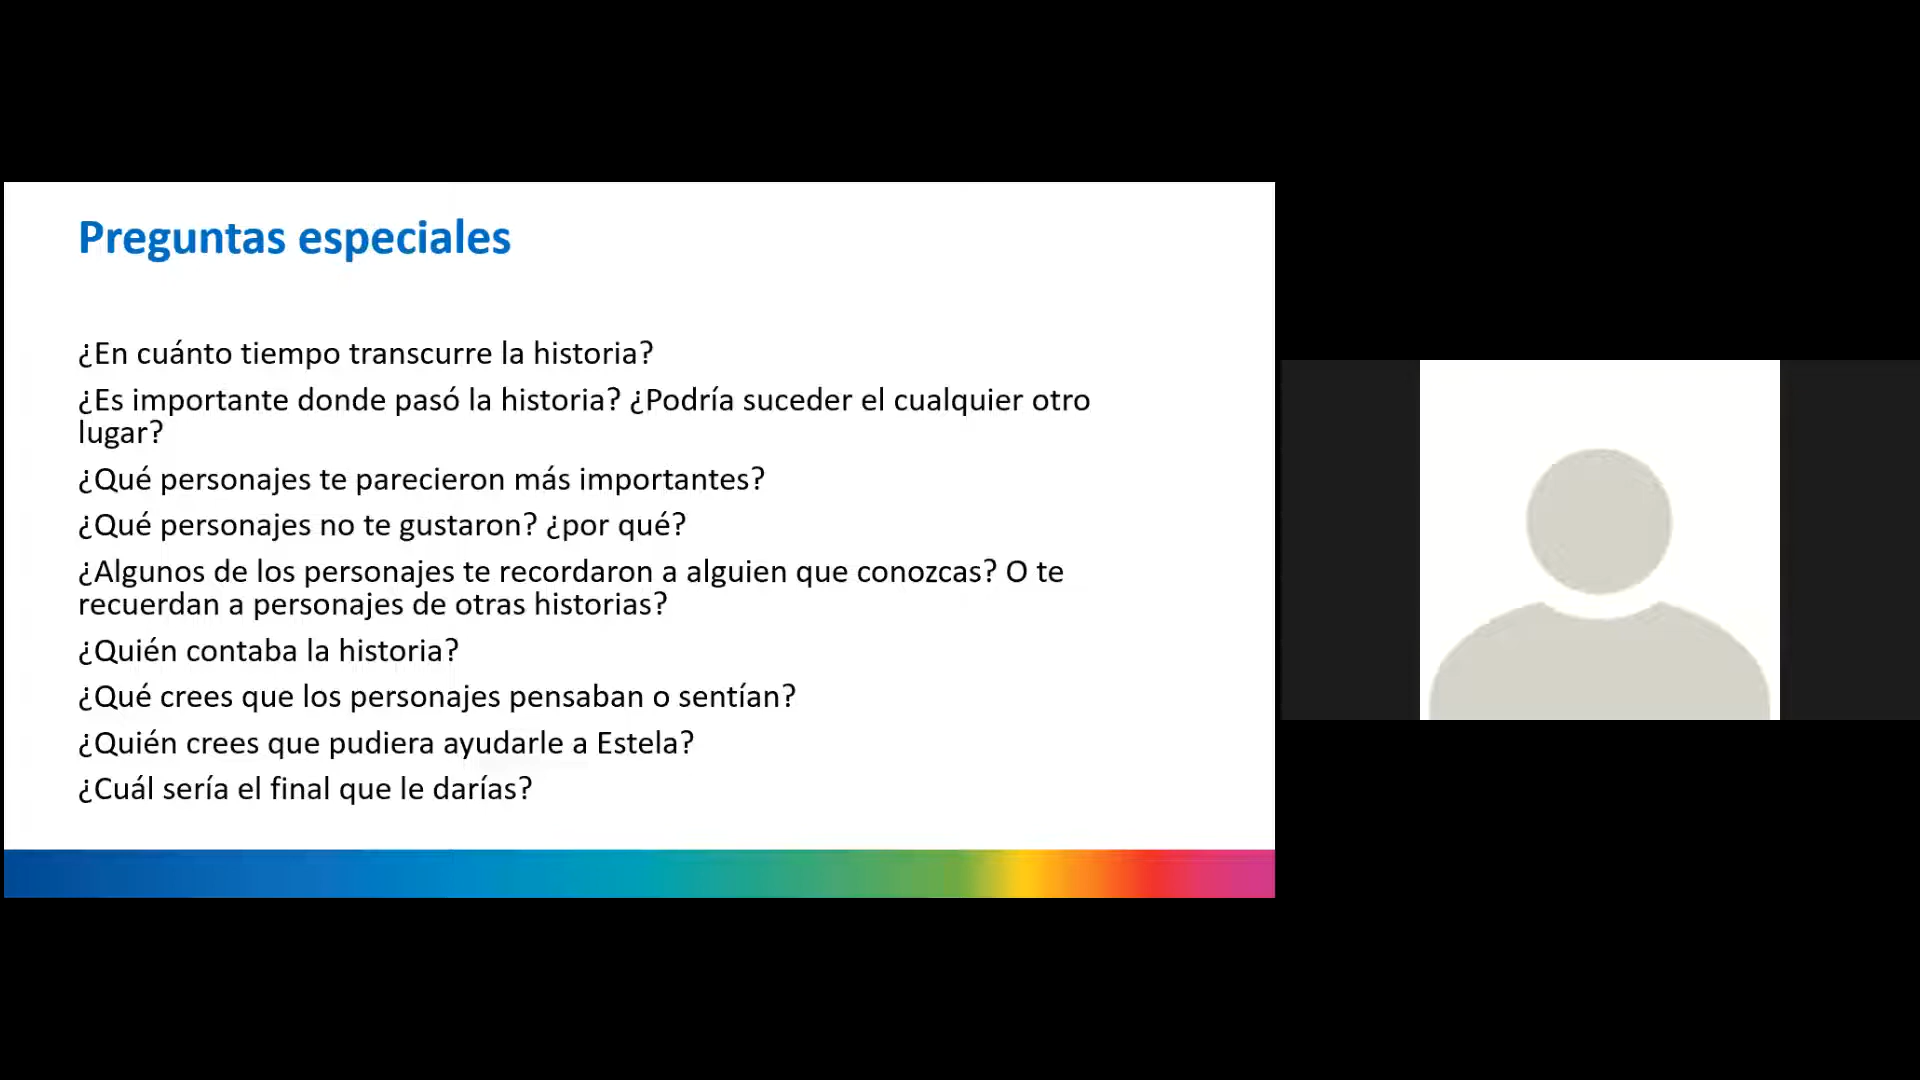 Preguntas especiales
¿En cuánto tiempo transcurre la historia?
¿Es importante donde pasó la historia? ¿Podría suceder el cualquier otro
lugar?
¿Qué personajes te parecieron más importantes?
¿Qué personajes no te gustaron? ¿por qué?
¿Algunos de los personajes te recordaron a alguien que conozcas? O te
recuerdan a personajes de otras historias?
¿Quién contaba la historia?
¿Qué crees que los personajes pensaban o sentían?
¿Quién crees que pudiera ayudarle a Estela?
¿Cuál sería el final que le darías?